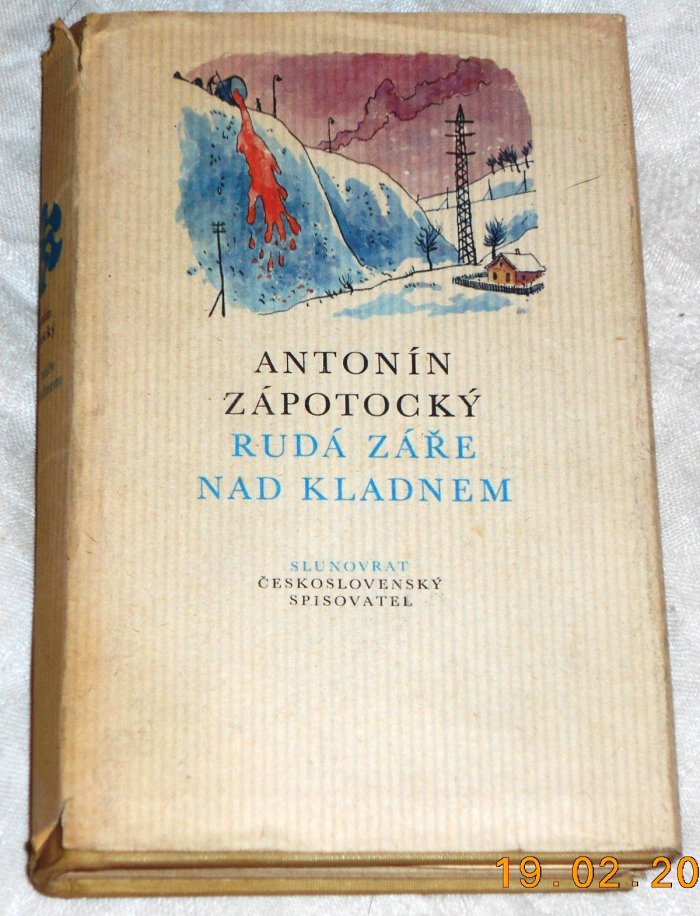 ANTONÍN
ZÁPOTOCKÝ
RUDÁ ZÁŘE
NAD KLADNEM
SLUNOVRAT
ČESKOSLOVENSKÝ
SPISOVATEL
19.02.20